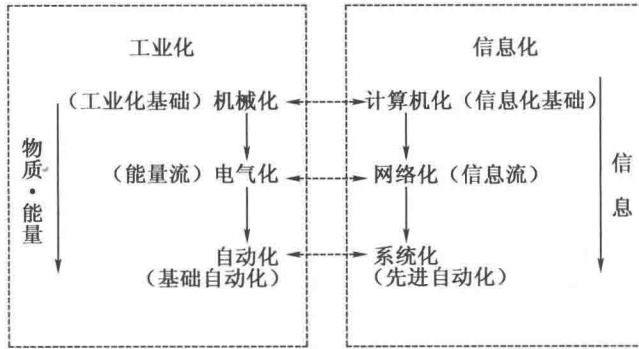 工业化
信息化
（工业化基础）机械化
计算机化（信息化基础）
物质·能量
（能量流）电气化
网络化（信息流）
信息
自动化
（基础自动化）
系统化
（先进自动化）